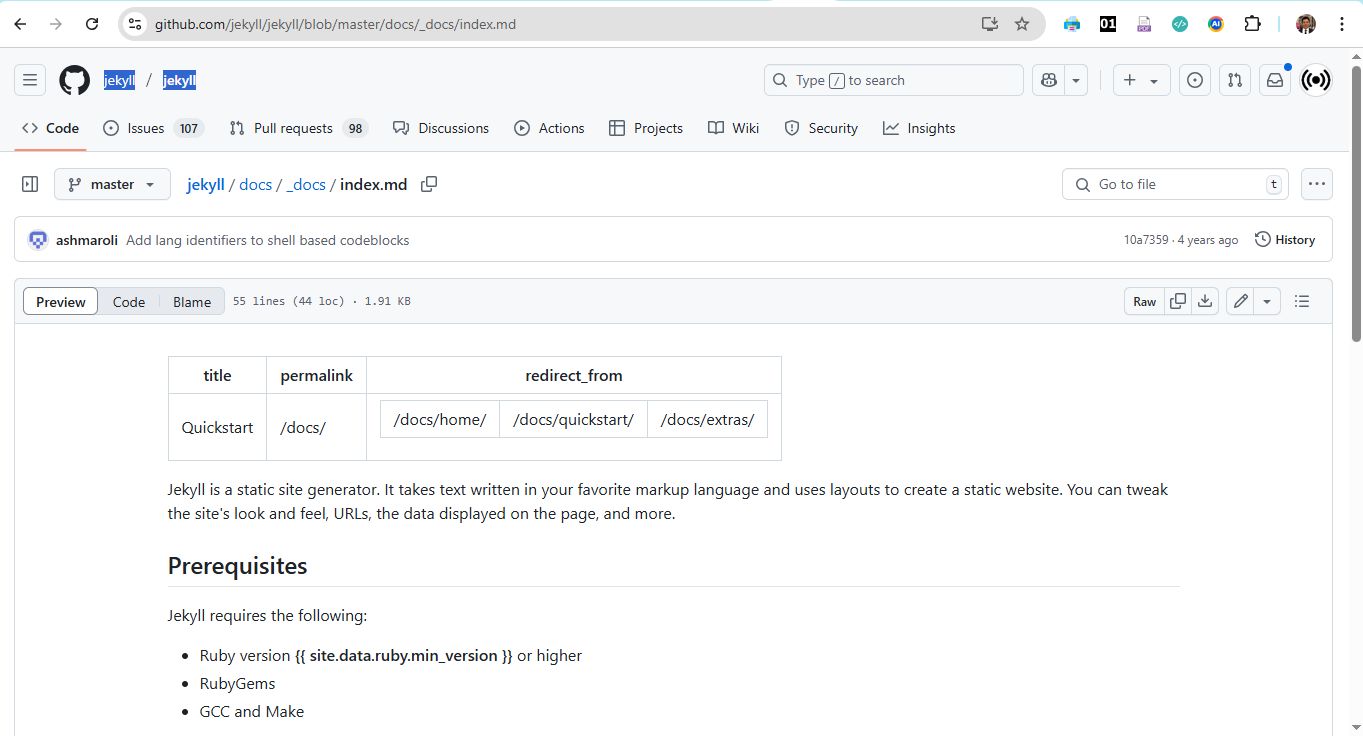 github.com/jekyll/jekyll/blob/master/docs/_docs/index.md
01
PDF
AI
jekyll / jekyll
Type / to search
Code Issues 107 Pull requests 98 Discussions Actions Projects Wiki Security Insights
master jekyll / docs / _docs / index.md Go to file t
ashmaroli Add lang identifiers to shell based codeblocks 10a7359 · 4 years ago History
Preview Code Blame 55 lines (44 loc) · 1.91 KB Raw
title permalink redirect_from
Quickstart /docs/ /docs/home/ /docs/quickstart/ /docs/extras/
Jekyll is a static site generator. It takes text written in your favorite markup language and uses layouts to create a static website. You can tweak
the site's look and feel, URLs, the data displayed on the page, and more.
Prerequisites
Jekyll requires the following:
• Ruby version {{ site.data.ruby.min_version }} or higher
• RubyGems
• GCC and Make